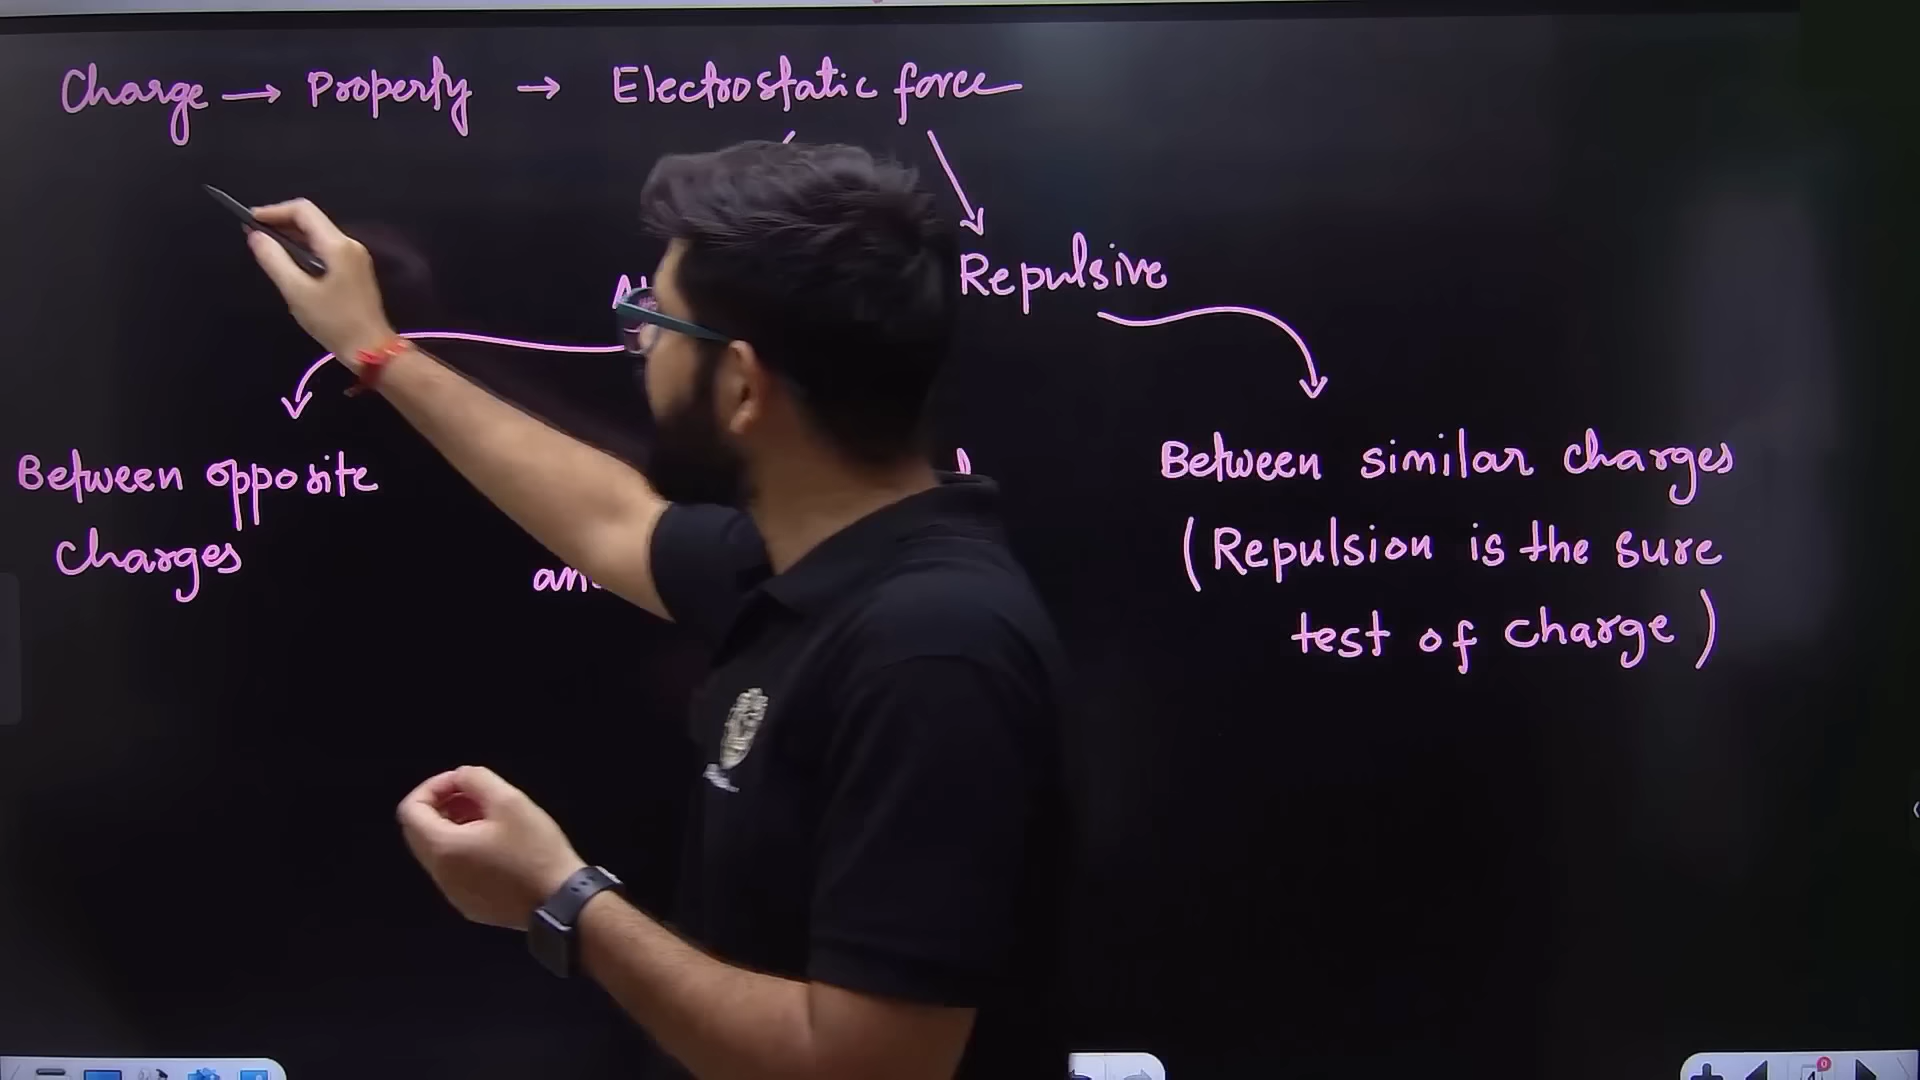 Charge → Property → Electrostatic force
Repulsive
Between opposite
charges
Between similar charges
(Repulsion is the sure
test of charge)